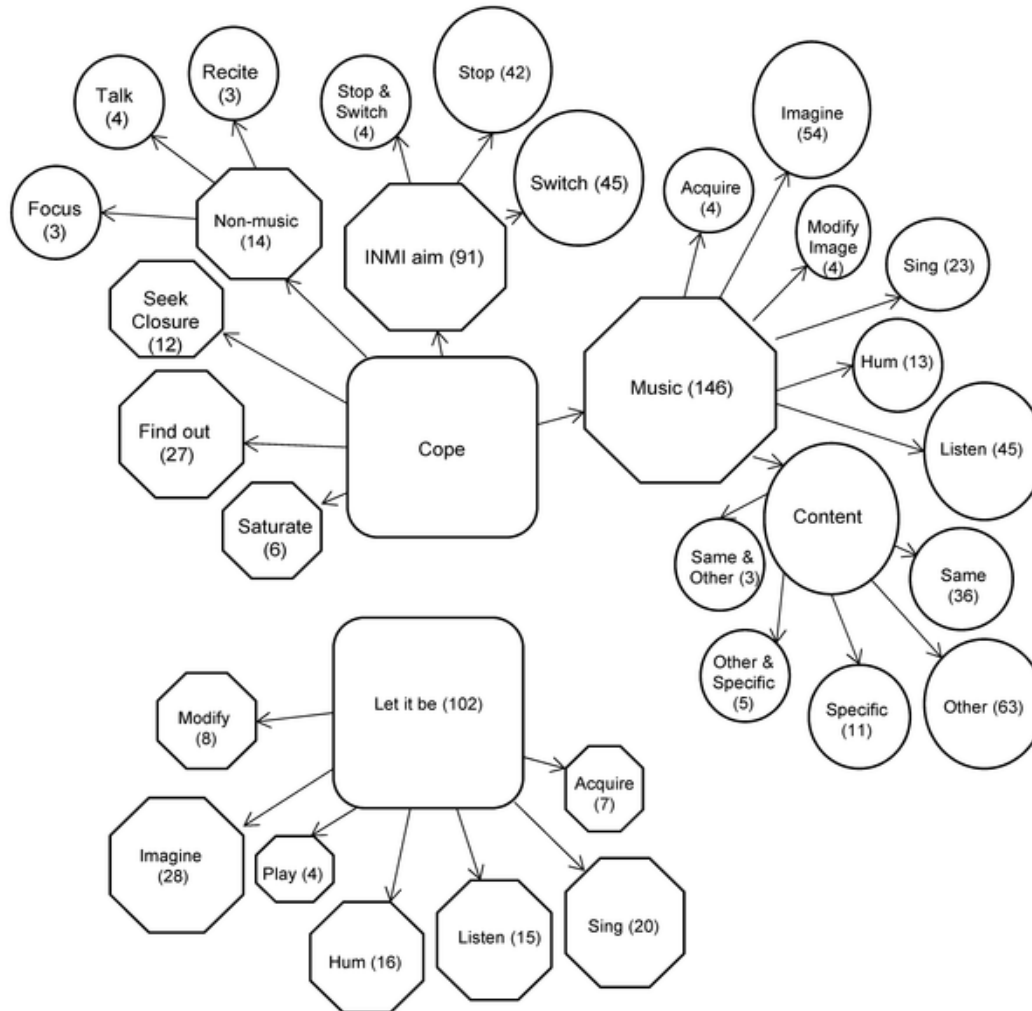 Recite
(3)
Talk
(4)
Stop &
Switch
(4)
Stop (42)
Imagine
(54)
Focus
(3)
Non-music
(14)
INMI aim (91)
Switch (45)
Acquire
(4)
Modify
Image
(4)
Sing (23)
Seek
Closure
(12)
Find out
(27)
Saturate
(6)
Cope
Music (146)
Hum (13)
Listen (45)
Content
Same &
Other (3)
Same
(36)
Other &
Specific
(5)
Specific
(11)
Other (63)
Let it be (102)
Modify
(8)
Acquire
(7)
Imagine
(28)
Play (4)
Hum (16)
Listen (15)
Sing (20)